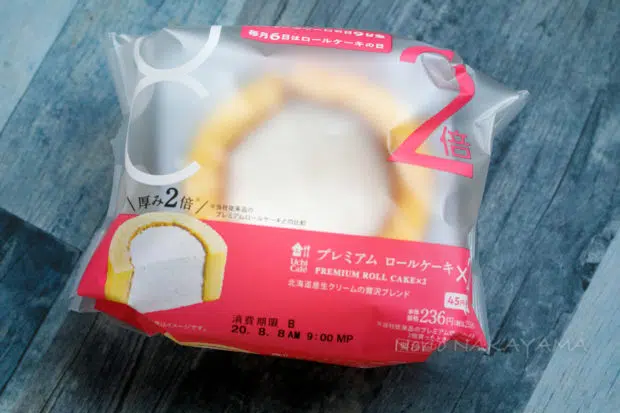 毎月6日はロールケーキの日
2倍
厚み2倍※
※当社従来品の
プレミアムロールケーキとの比較
Uchi
Café
プレミアム ロールケーキ×
PREMIUM ROLL CAKE×2
北海道産生クリームの贅沢ブレンド
236円
消費期限 B
20. 8. 8 AM 9:00 MP
NAKAYAMA